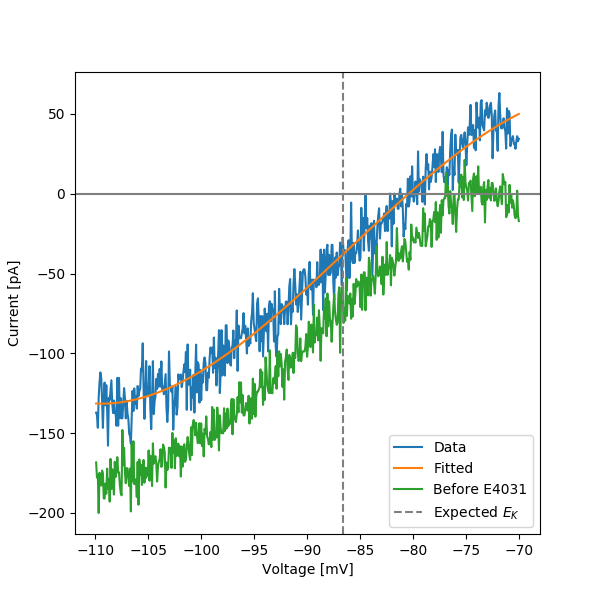 50
0
−50
−100
−150
−200
Current [pA]
Data
Fitted
Before E4031
Expected E_K
−110 −105 −100 −95 −90 −85 −80 −75 −70
Voltage [mV]